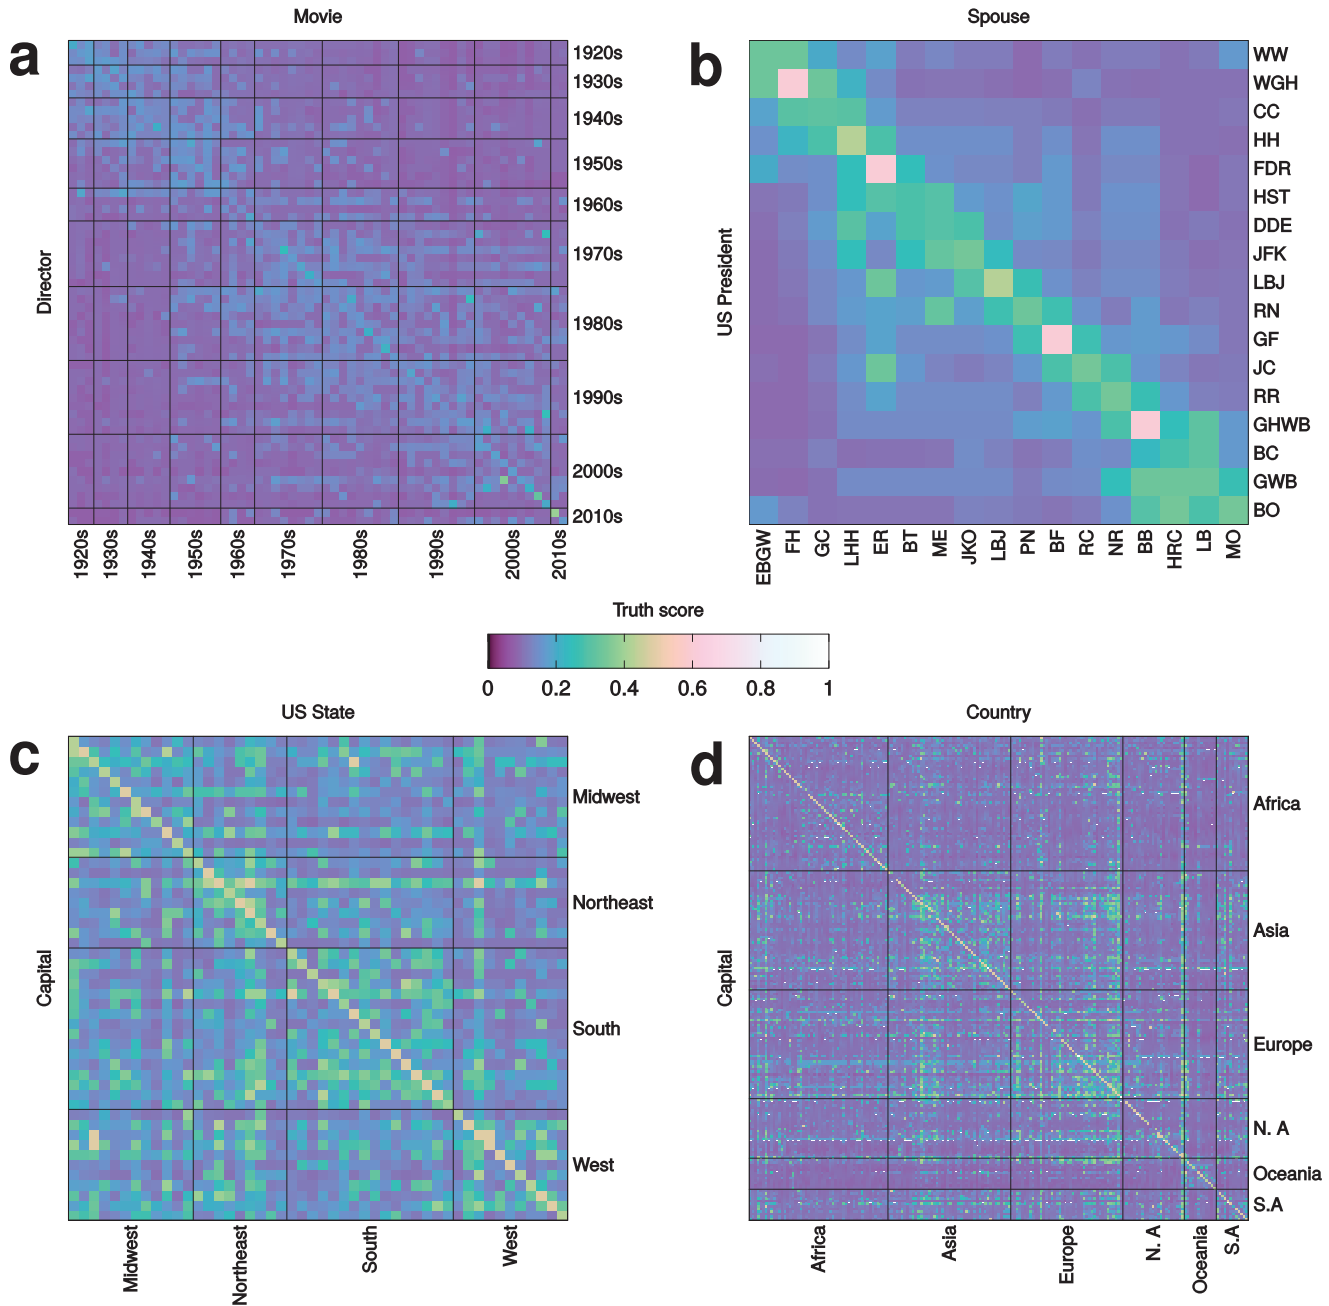 Movie
a
Director
1920s
1930s
1940s
1950s
1960s
1970s
1980s
1990s
2000s
2010s
1920s
1930s
1940s
1950s
1960s
1970s
1980s
1990s
2000s
2010s
Spouse
b
US President
WW
WGH
CC
HH
FDR
HST
DDE
JFK
LBJ
RN
GF
JC
RR
GHWB
BC
GWB
BO
EBGW
FH
GC
LHH
ER
BT
ME
JKO
LBJ
PN
BF
RC
NR
BB
HRC
LB
MO
Truth score
0 0.2 0.4 0.6 0.8 1
US State
c
Capital
Midwest
Northeast
South
West
Midwest
Northeast
South
West
Country
d
Capital
Africa
Asia
Europe
N. A
Oceania
S.A
Africa
Asia
Europe
N. A
Oceania
S.A